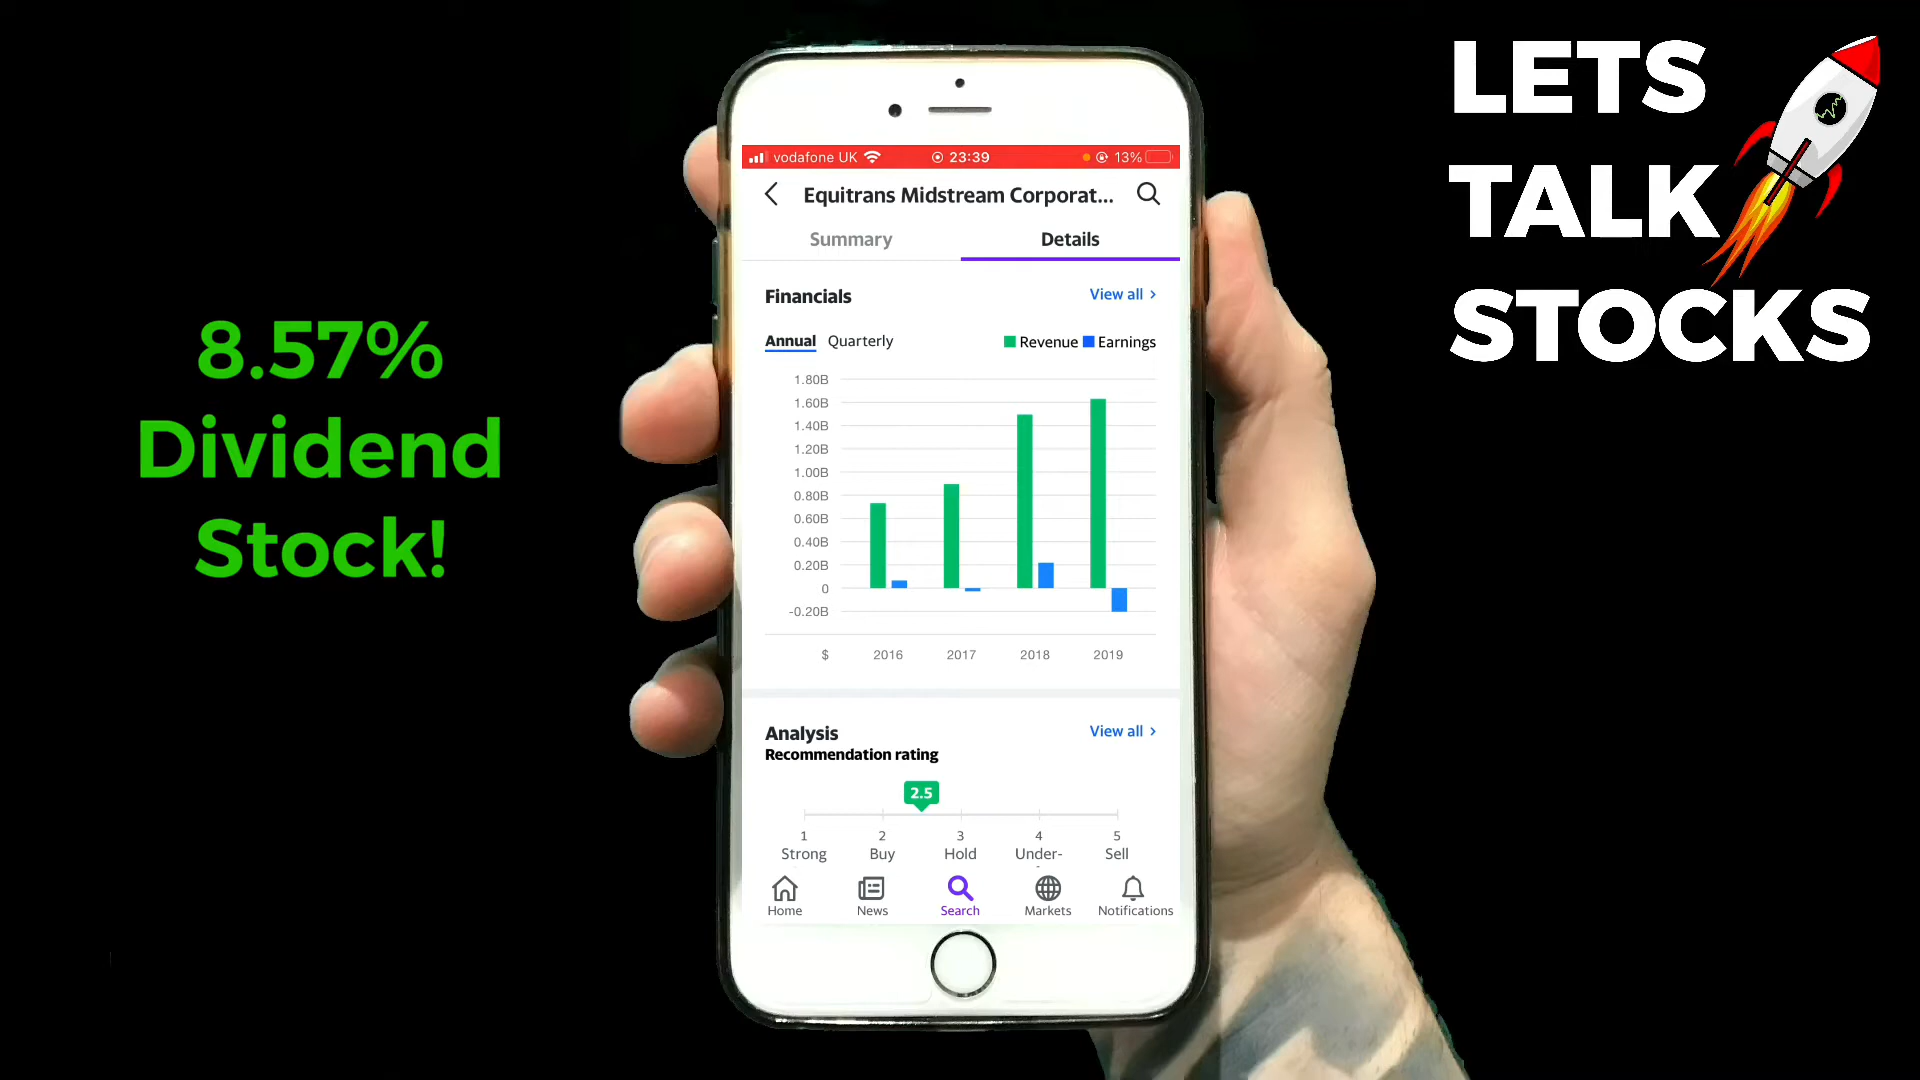 8.57%
Dividend
Stock!
LETS
TALK
STOCKS
vodafone UK 23:39 13%
Equitrans Midstream Corporat...
Summary Details
Financials View all >
Annual Quarterly Revenue Earnings
1.80B
1.60B
1.40B
1.20B
1.00B
0.80B
0.60B
0.40B
0.20B
0
-0.20B
$ 2016 2017 2018 2019
Analysis View all >
Recommendation rating
2.5
1 2 3 4 5
Strong Buy Hold Under- Sell
Home News Search Markets Notifications